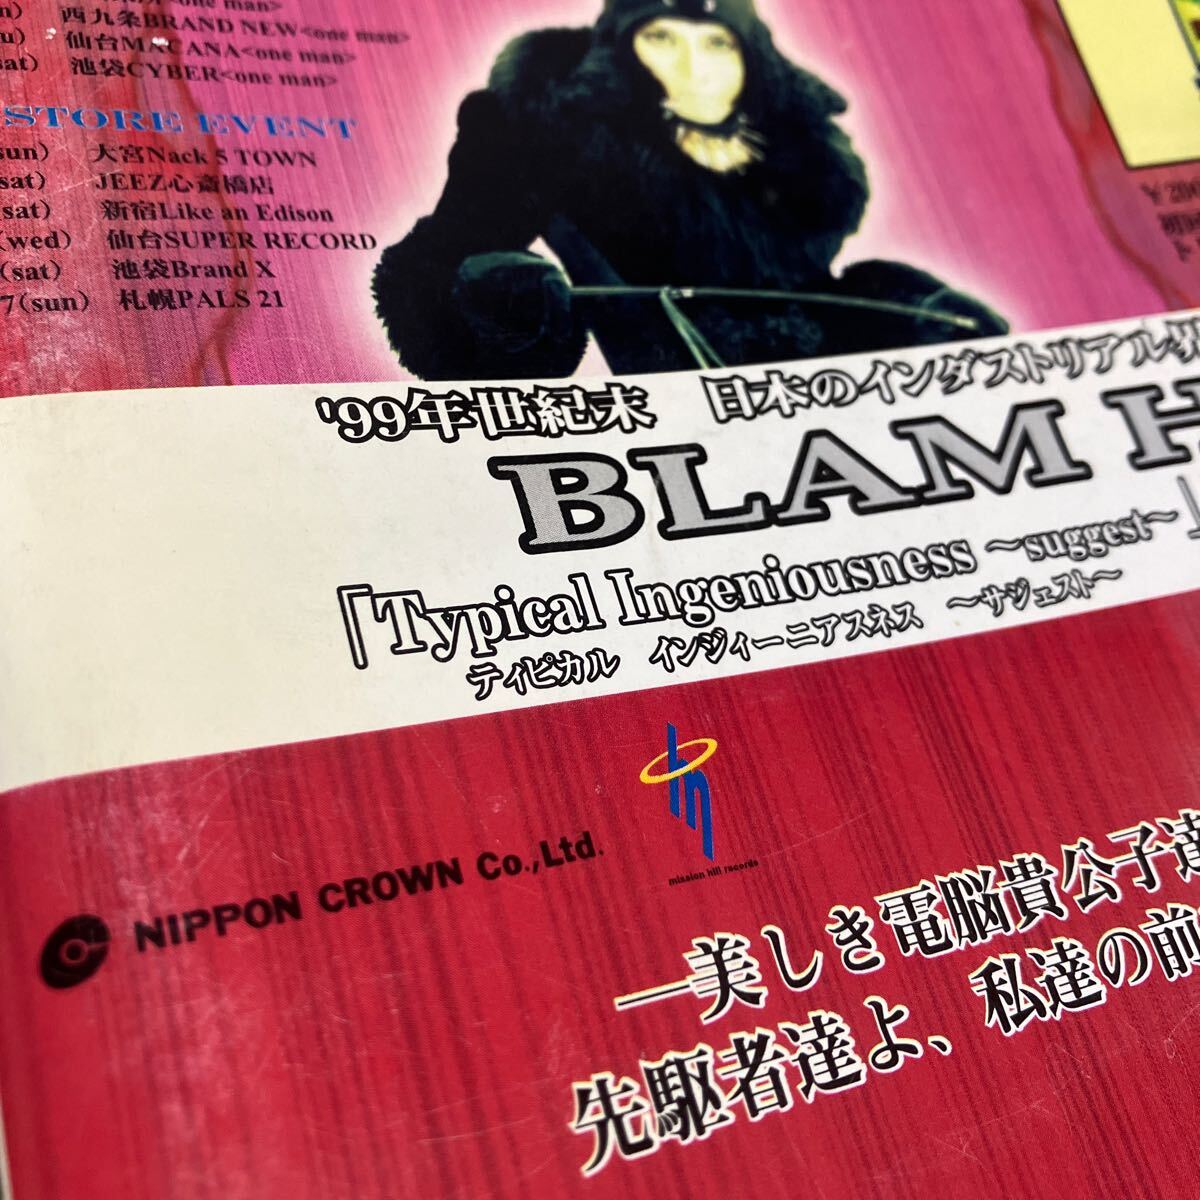 <one man>
西九条BRAND NEW<one man>
仙台MACANA<one man>
sat) 池袋CYBER<one man>
STORE EVENT
sun) 大宮Nack 5 TOWN
sat) JEEZ心斎橋店
sat) 新宿Like an Edison
(wed) 仙台SUPER RECORD
(sat) 池袋Brand X
7(sun) 札幌PALS 21
'99年世紀末 日本のインダストリアル界
BLAM H
「Typical Ingeniousness ～suggest～」
ティピカル インジィーニアスネス ～サジェスト～
NIPPON CROWN Co.,Ltd.
mission hill records
―美しき電脳貴公子達
先駆者達よ、私達の前